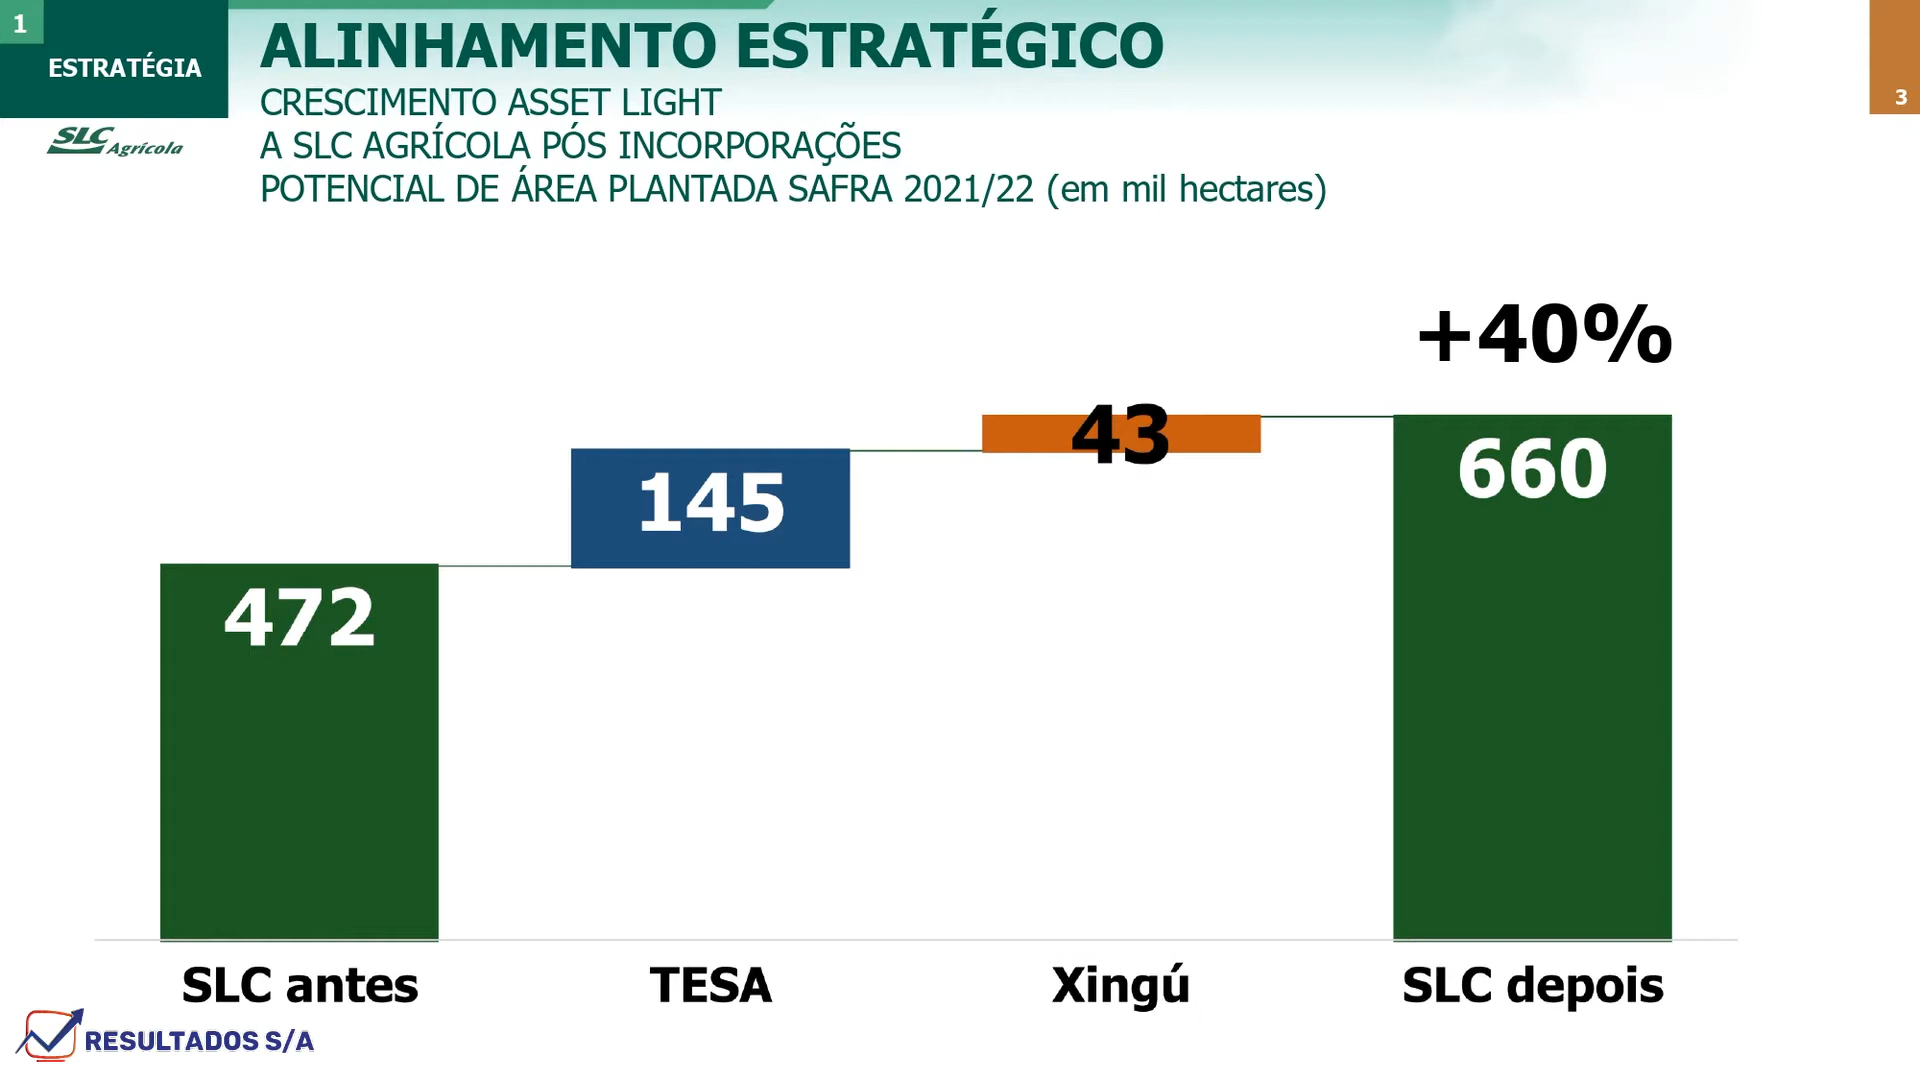 1
ESTRATÉGIA
SLC Agrícola
ALINHAMENTO ESTRATÉGICO
CRESCIMENTO ASSET LIGHT
A SLC AGRÍCOLA PÓS INCORPORAÇÕES
POTENCIAL DE ÁREA PLANTADA SAFRA 2021/22 (em mil hectares)
3
+40%
472
145
43
660
SLC antes
TESA
Xingú
SLC depois
RESULTADOS S/A